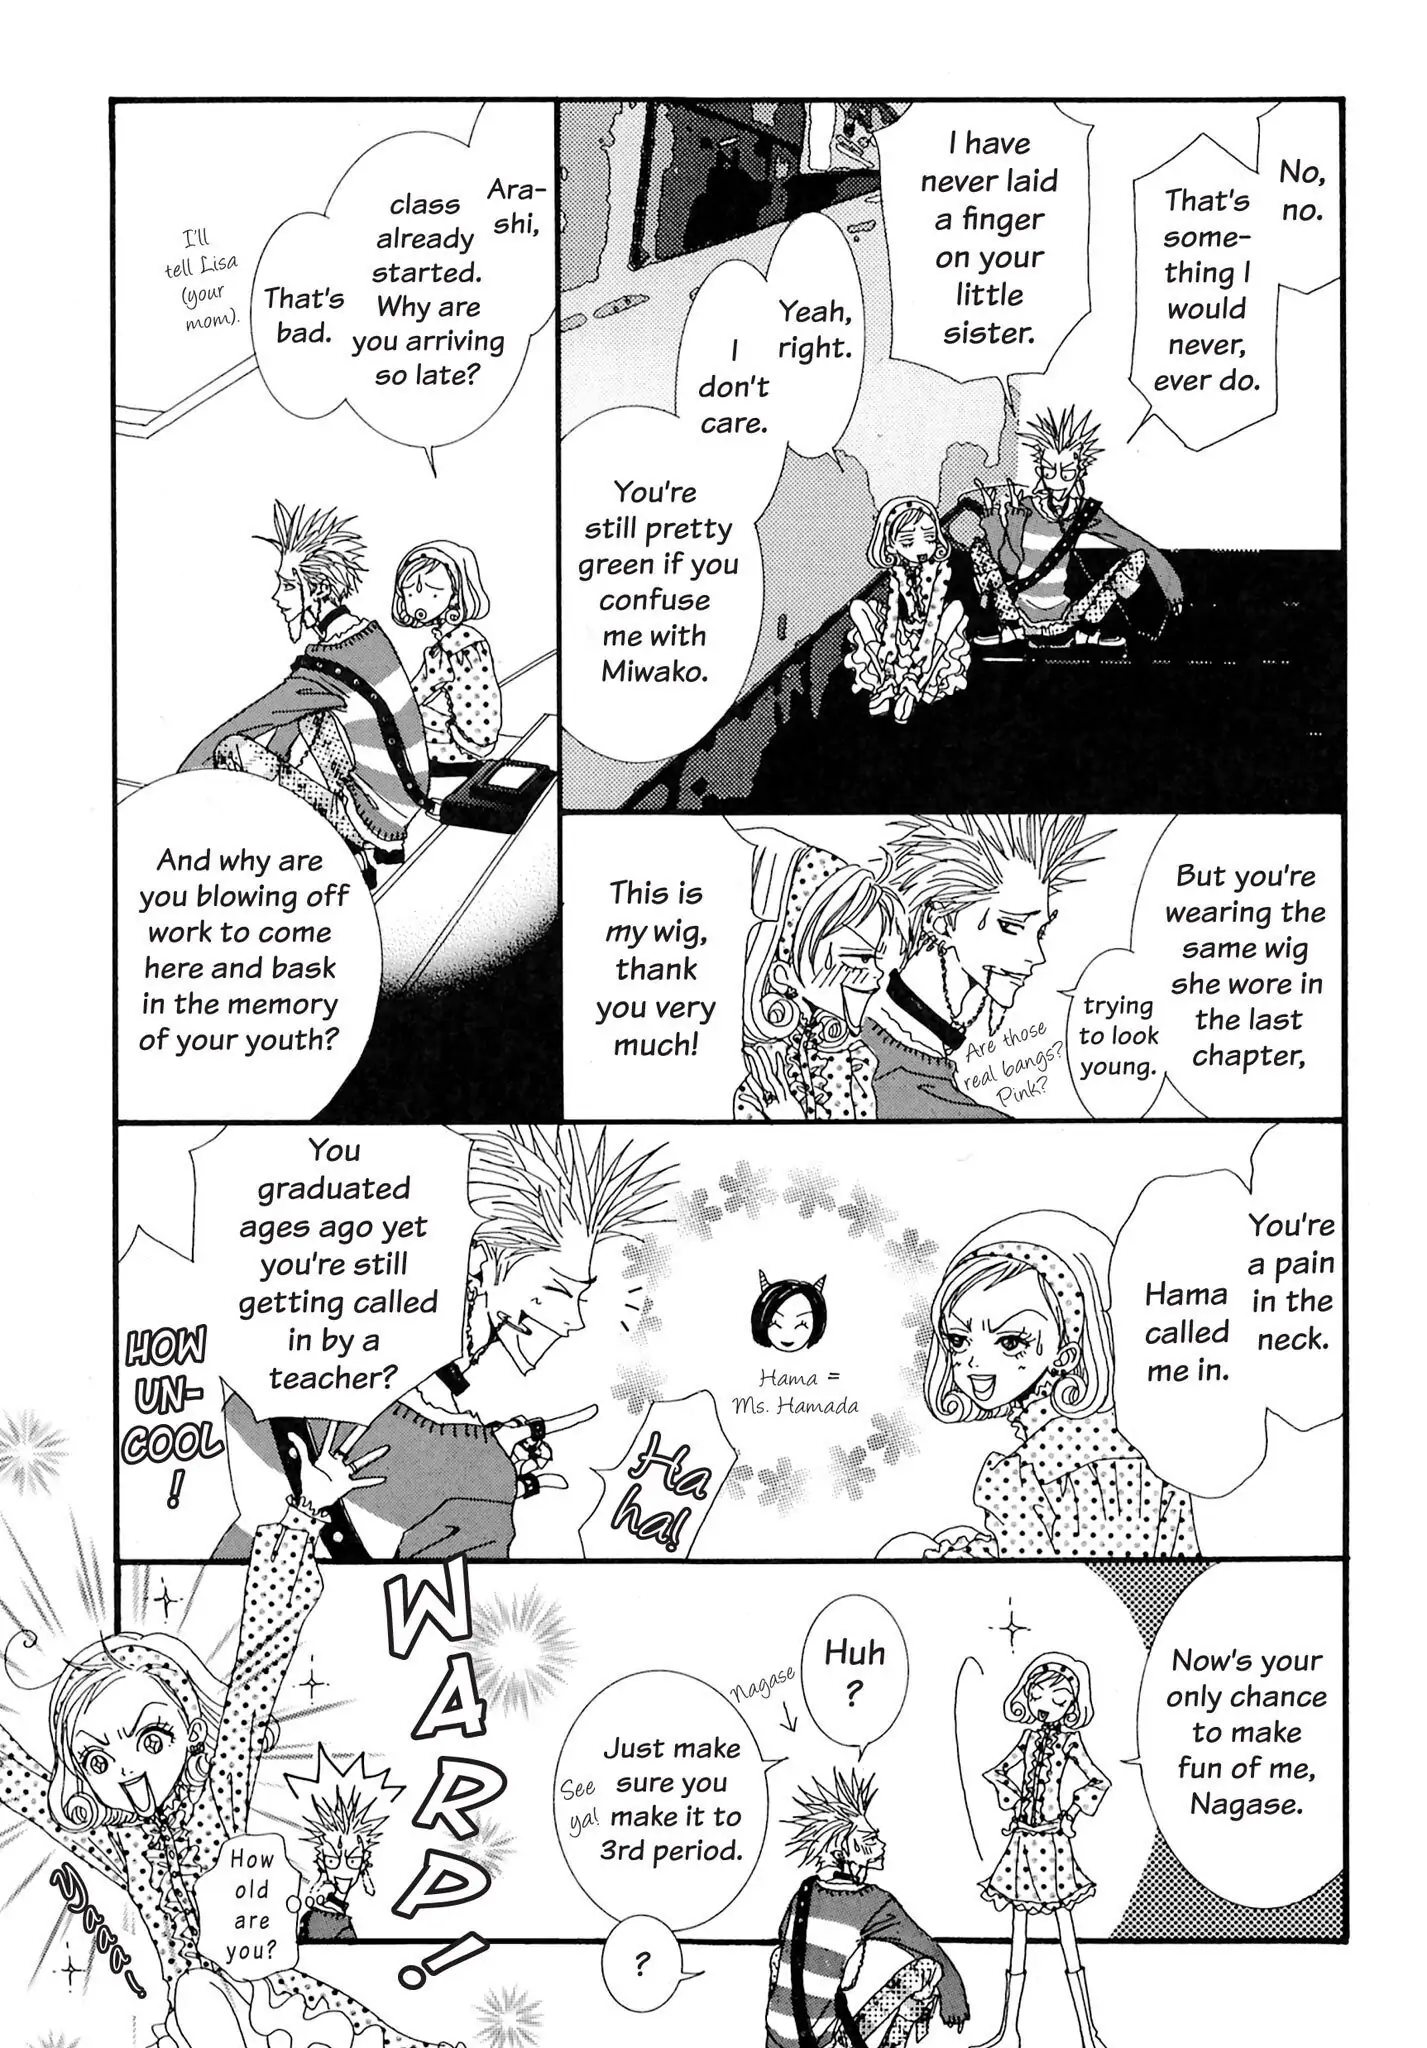 No,
no.
That's
some-
thing I
would
never,
ever do.
I have
never laid
a finger
on your
little
sister.
Yeah,
right.
I
don't
care.
You're
still pretty
green if you
confuse
me with
Miwako.
Ara-
shi,
class
already
started.
Why are
you arriving
so late?
That's
bad.
I'll
tell Lisa
(your
mom).
And why are
you blowing off
work to come
here and bask
in the memory
of your youth?
But you're
wearing the
same wig
she wore in
the last
chapter,
trying
to look
young.
Are those
real bangs?
Pink?
This is
my wig,
thank
you very
much!
You're
a pain
in the
neck.
Hama
called
me in.
Hama =
Ms. Hamada
Ha
ha!
You
graduated
ages ago yet
you're still
getting called
in by a
teacher?
HOW
UN-
COOL
!
Now's your
only chance
to make
fun of me,
Nagase.
Huh
?
Nagase
Just make
sure you
make it to
3rd period.
See
ya!
?
WARP!
How
old
are
you?
Yaaa!